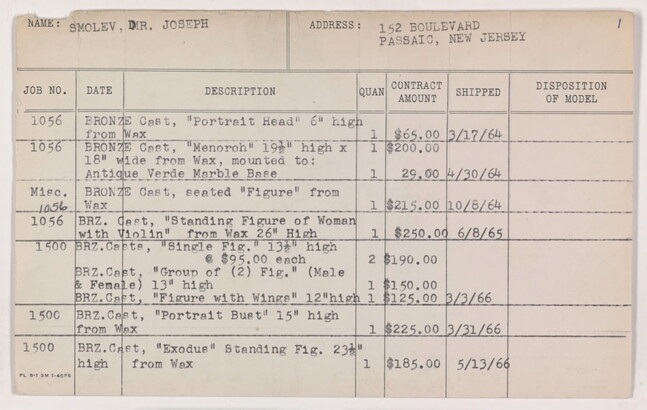 NAME: SMOLEV, MR. JOSEPH ADDRESS: 152 BOULEVARD 1
PASSAIC, NEW JERSEY
JOB NO. DATE DESCRIPTION QUAN CONTRACT AMOUNT SHIPPED DISPOSITION OF MODEL
1056 BRONZE Cast, "Portrait Head" 6" high
from Wax 1 $65.00 3/17/64
1056 BRONZE Cast, "Menoroh" 19½" high x 1 $200.00
18" wide from Wax, mounted to:
Antique Verde Marble Base 1 29.00 4/30/64
Misc. BRONZE Cast, seated "Figure" from
1056 Wax 1 $215.00 10/8/64
1056 BRZ. Cast, "Standing Figure of Woman
with Violin" from Wax 26" High 1 $250.00 6/8/65
1500 BRZ.Casts, "Single Fig." 13½" high
@ $95.00 each 2 $190.00
BRZ.Cast, "Group of (2) Fig." (Male
& Female) 13" high 1 $150.00
BRZ.Cast, "Figure with Wings" 12"high 1 $125.00 3/3/66
1500 BRZ.Cast, "Portrait Bust" 15" high
from Wax 1 $225.00 3/31/66
1500 BRZ.Cast, "Exodus" Standing Fig. 23½"
high from Wax 1 $185.00 5/13/66